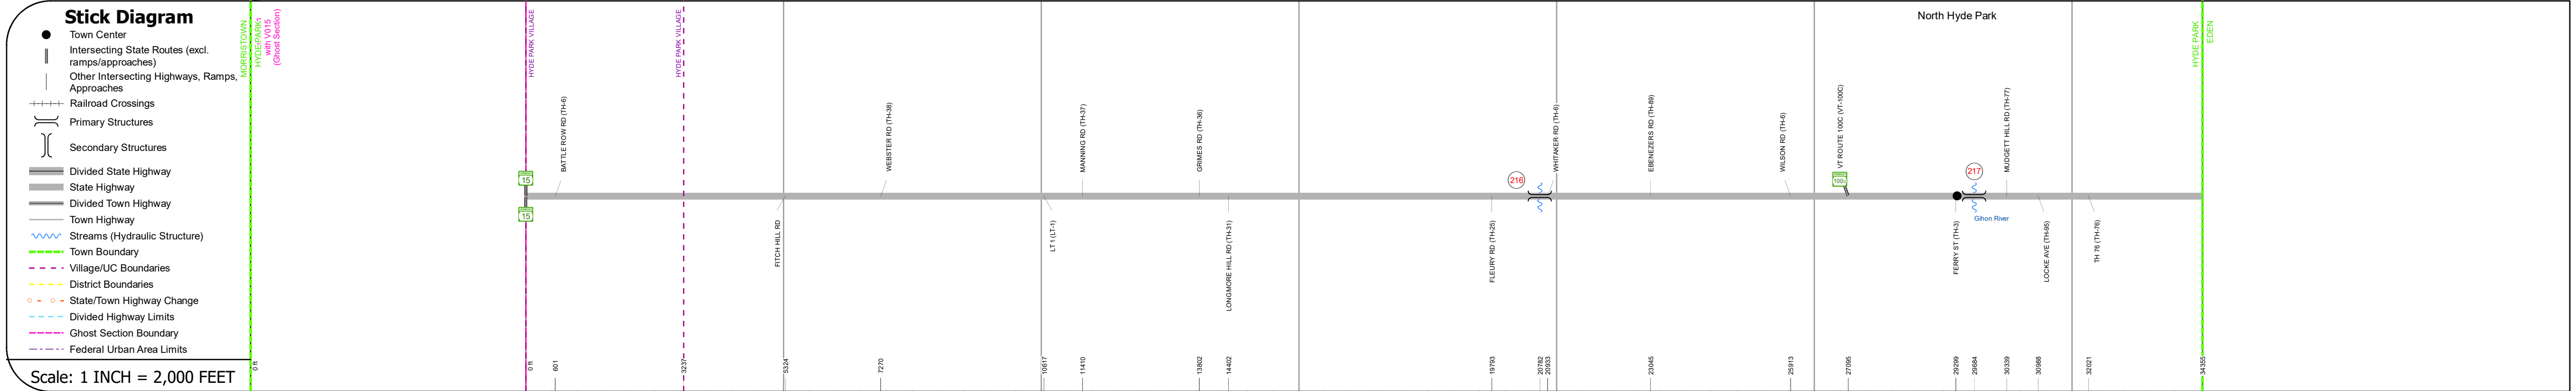 Stick Diagram
Town Center
Intersecting State Routes (excl.
ramps/approaches)
Other Intersecting Highways, Ramps,
Approaches
Railroad Crossings
Primary Structures
Secondary Structures
Divided State Highway
State Highway
Divided Town Highway
Town Highway
Streams (Hydraulic Structure)
Town Boundary
Village/UC Boundaries
District Boundaries
State/Town Highway Change
Divided Highway Limits
Ghost Section Boundary
Federal Urban Area Limits
Scale: 1 INCH = 2,000 FEET
MORRISTOWN
HYDE PARK
with V015
(Ghost Section)
HYDE PARK VILLAGE
HYDE PARK VILLAGE
North Hyde Park
HYDE PARK
EDEN
BATTLE ROW RD (TH-6)
WEBSTER RD (TH-38)
MANNING RD (TH-37)
GRIMES RD (TH-36)
WHITAKER RD (TH-6)
EBENEZERS RD (TH-89)
WILSON RD (TH-6)
VT ROUTE 100C (VT-100C)
MUDGETT HILL RD (TH-77)
15
15
216
100C
217
Gihon River
FITCH HILL RD
LT 1 (LT-1)
LONGMORE HILL RD (TH-31)
FLEURY RD (TH-25)
FERRY ST (TH-3)
LOCKE AVE (TH-95)
TH 76 (TH-76)
0 ft
0 ft
601
3237
5324
7270
10617
11410
13802
14402
19793
20782
20933
23045
25913
27095
29299
29684
30339
30988
32021
34355